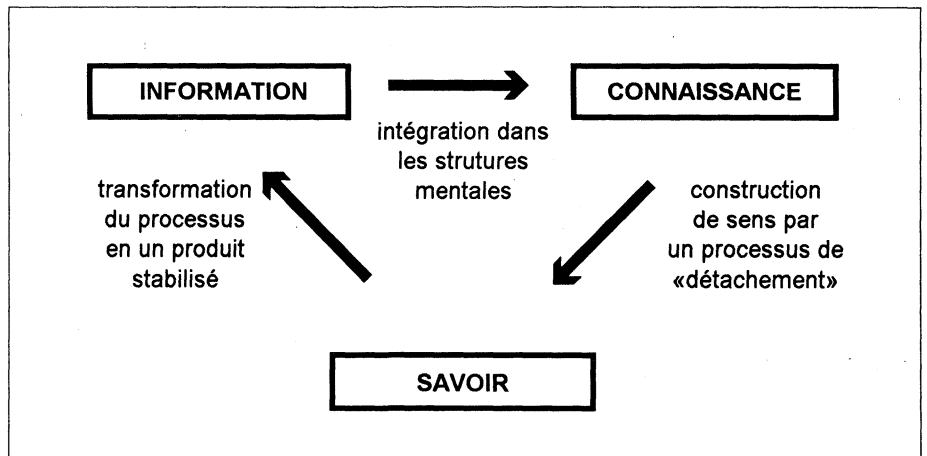 INFORMATION
CONNAISSANCE
intégration dans
les strutures
mentales
transformation
du processus
en un produit
stabilisé
construction
de sens par
un processus de
«détachement»
SAVOIR